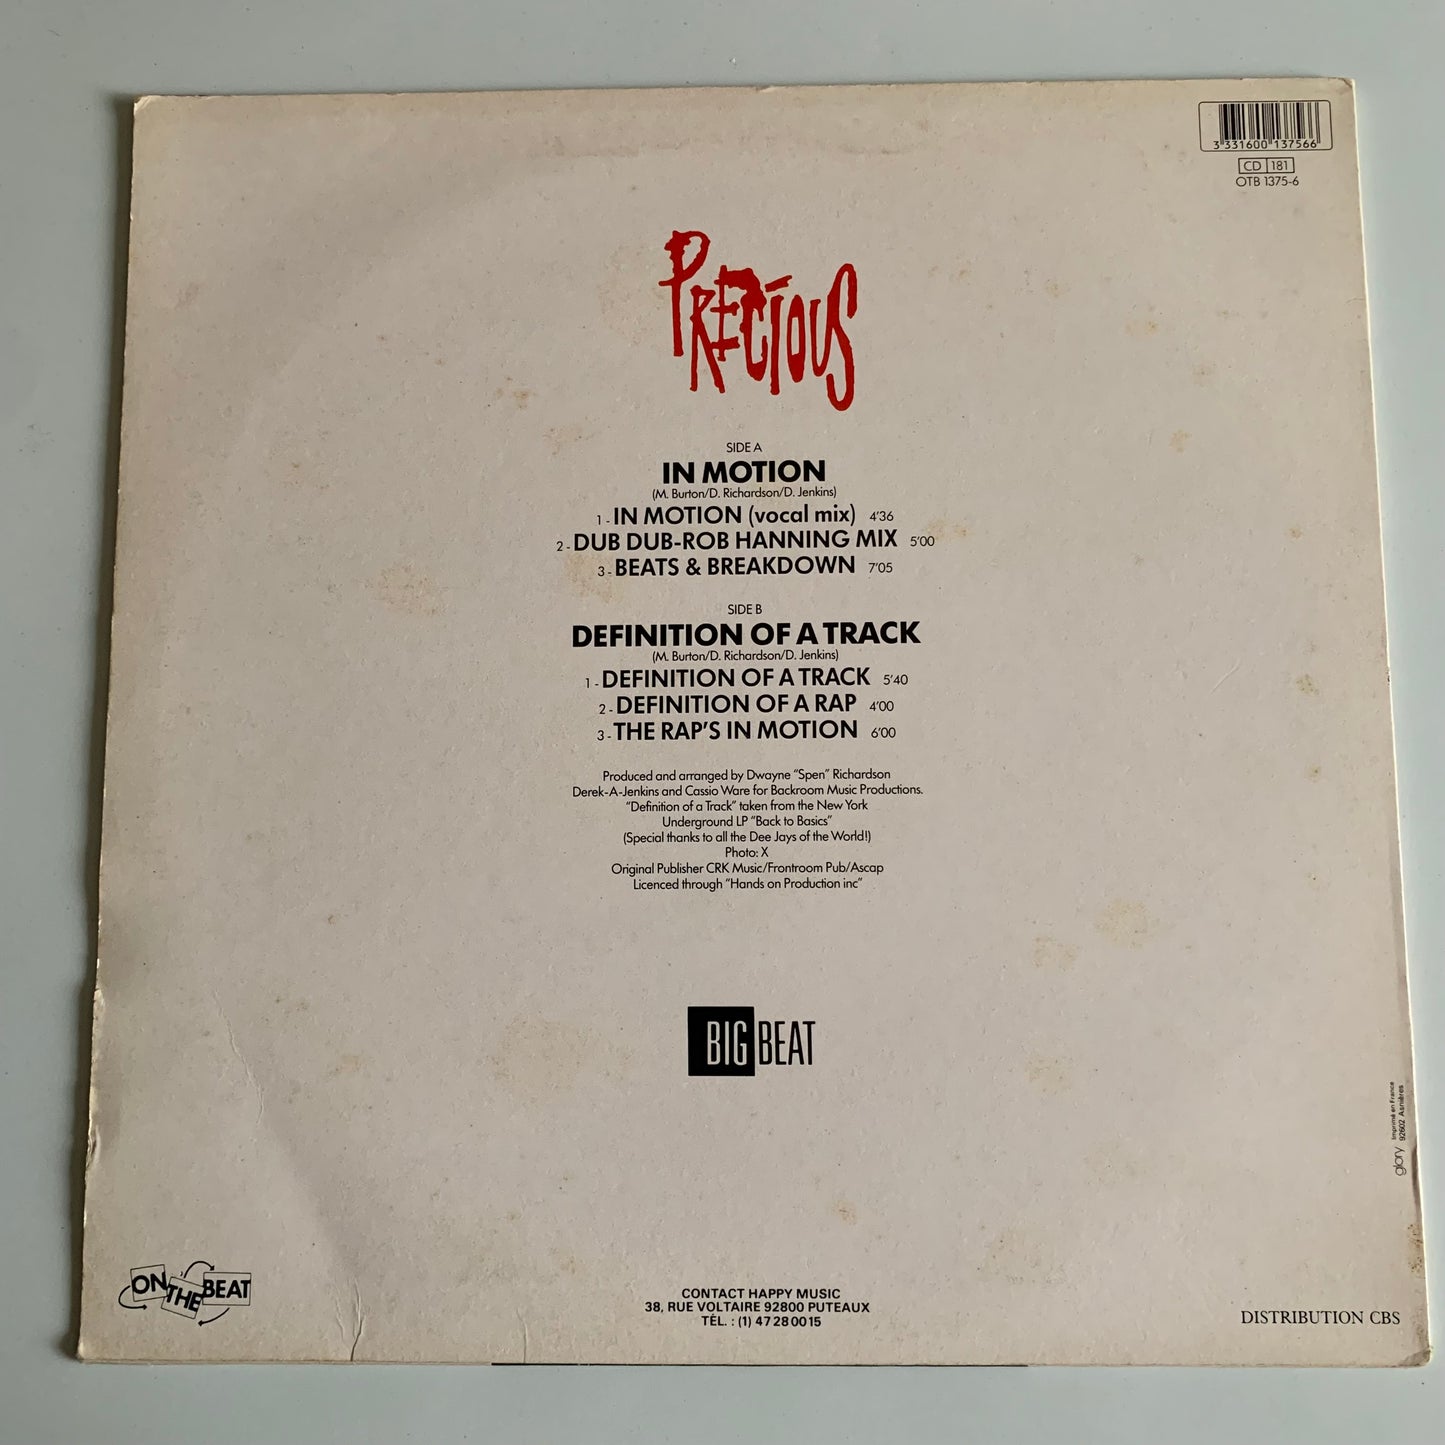 3 331600 137566
CD 181
OTB 1375-6
PRECIOUS
SIDE A
IN MOTION
(M. Burton/D. Richardson/D. Jenkins)
1 - IN MOTION (vocal mix) 4'36
2 - DUB DUB-ROB HANNING MIX 5'00
3 - BEATS & BREAKDOWN 7'05
SIDE B
DEFINITION OF A TRACK
(M. Burton/D. Richardson/D. Jenkins)
1 - DEFINITION OF A TRACK 5'40
2 - DEFINITION OF A RAP 4'00
3 - THE RAP'S IN MOTION 6'00
Produced and arranged by Dwayne "Spen" Richardson
Derek-A-Jenkins and Cassio Ware for Backroom Music Productions.
"Definition of a Track" taken from the New York
Underground LP "Back to Basics"
(Special thanks to all the Dee Jays of the World!)
Photo: X
Original Publisher CRK Music/Frontroom Pub/Ascap
Licenced through "Hands on Production inc"
BIG BEAT
glory Imprimé en France
92602 Asnières
ON THE BEAT
CONTACT HAPPY MUSIC
38, RUE VOLTAIRE 92800 PUTEAUX
TÉL. : (1) 47 28 00 15
DISTRIBUTION CBS